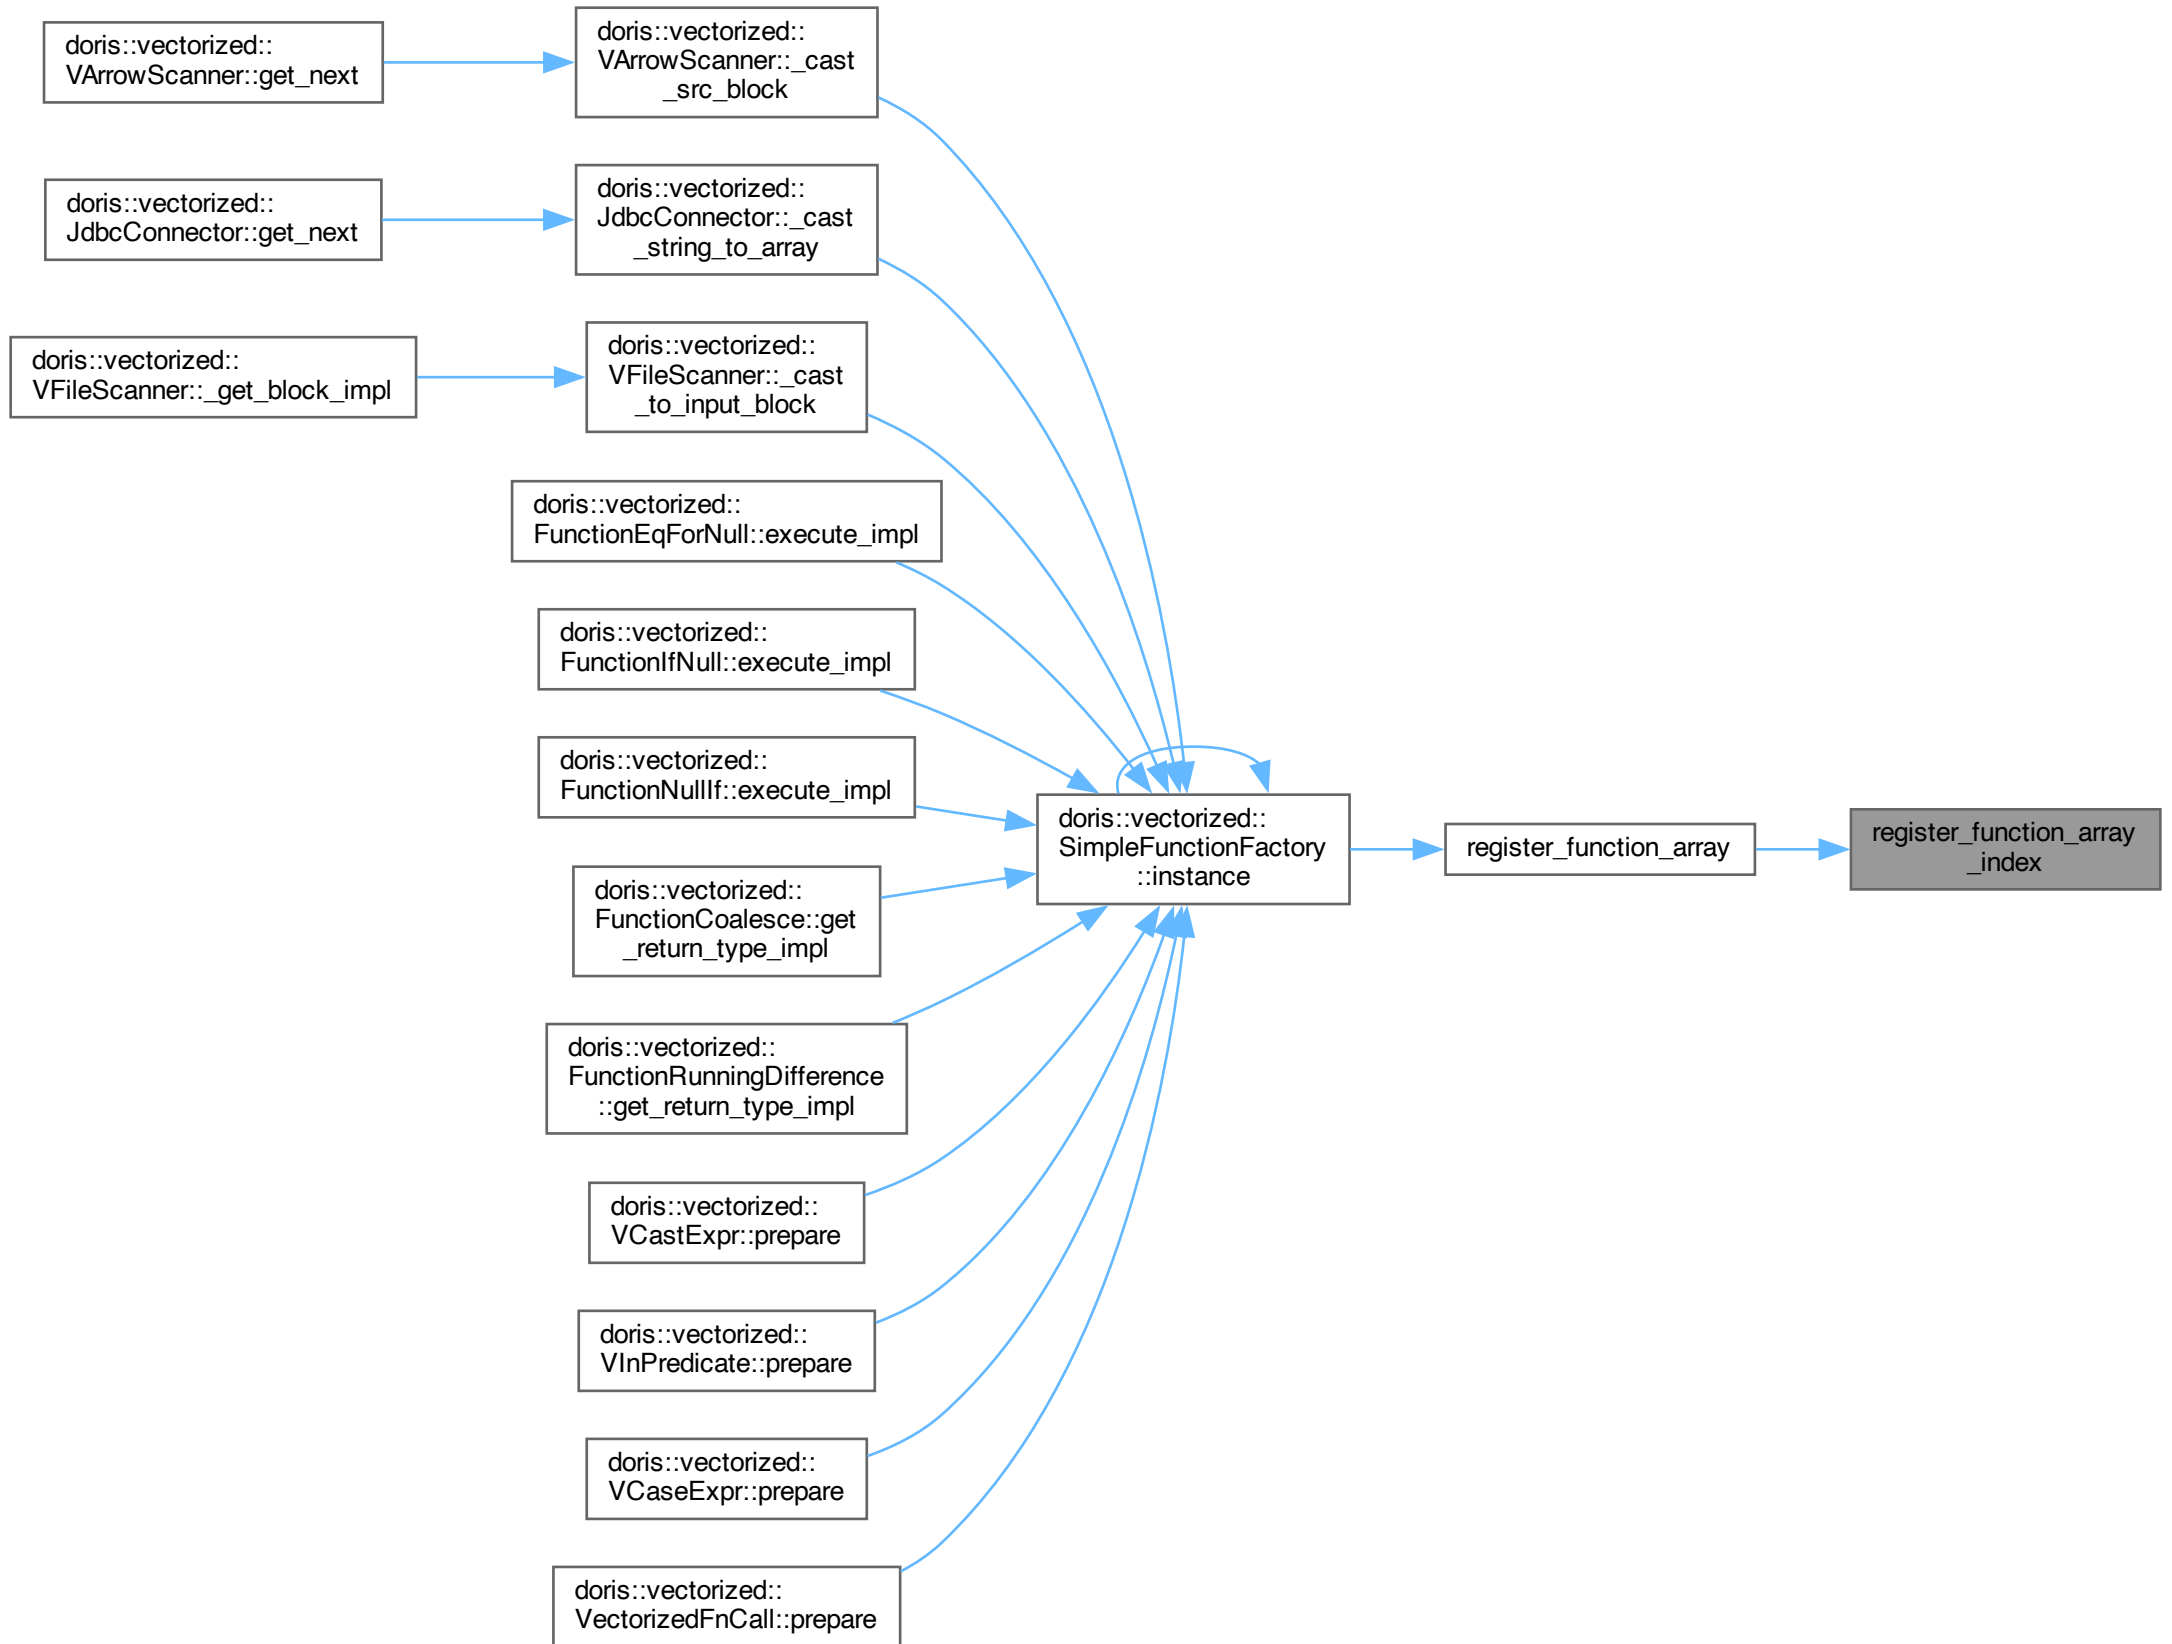 doris::vectorized::
VArrowScanner::get_next
doris::vectorized::
VArrowScanner::_cast
_src_block
doris::vectorized::
JdbcConnector::get_next
doris::vectorized::
JdbcConnector::_cast
_string_to_array
doris::vectorized::
VFileScanner::_get_block_impl
doris::vectorized::
VFileScanner::_cast
_to_input_block
doris::vectorized::
FunctionEqForNull::execute_impl
doris::vectorized::
FunctionIfNull::execute_impl
doris::vectorized::
FunctionNullIf::execute_impl
doris::vectorized::
SimpleFunctionFactory
::instance
register_function_array
register_function_array
_index
doris::vectorized::
FunctionCoalesce::get
_return_type_impl
doris::vectorized::
FunctionRunningDifference
::get_return_type_impl
doris::vectorized::
VCastExpr::prepare
doris::vectorized::
VInPredicate::prepare
doris::vectorized::
VCaseExpr::prepare
doris::vectorized::
VectorizedFnCall::prepare